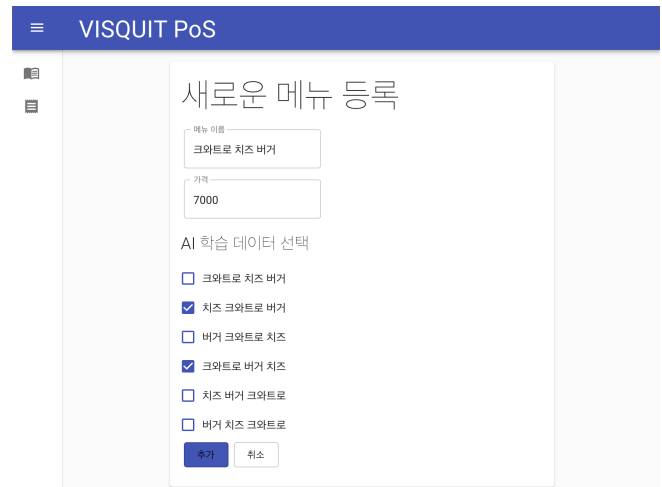 VISQUIT PoS
새로운 메뉴 등록
메뉴 이름
크와트로 치즈 버거
가격
7000
AI 학습 데이터 선택
크와트로 치즈 버거
치즈 크와트로 버거
버거 크와트로 치즈
크와트로 버거 치즈
치즈 버거 크와트로
버거 치즈 크와트로
추가 취소